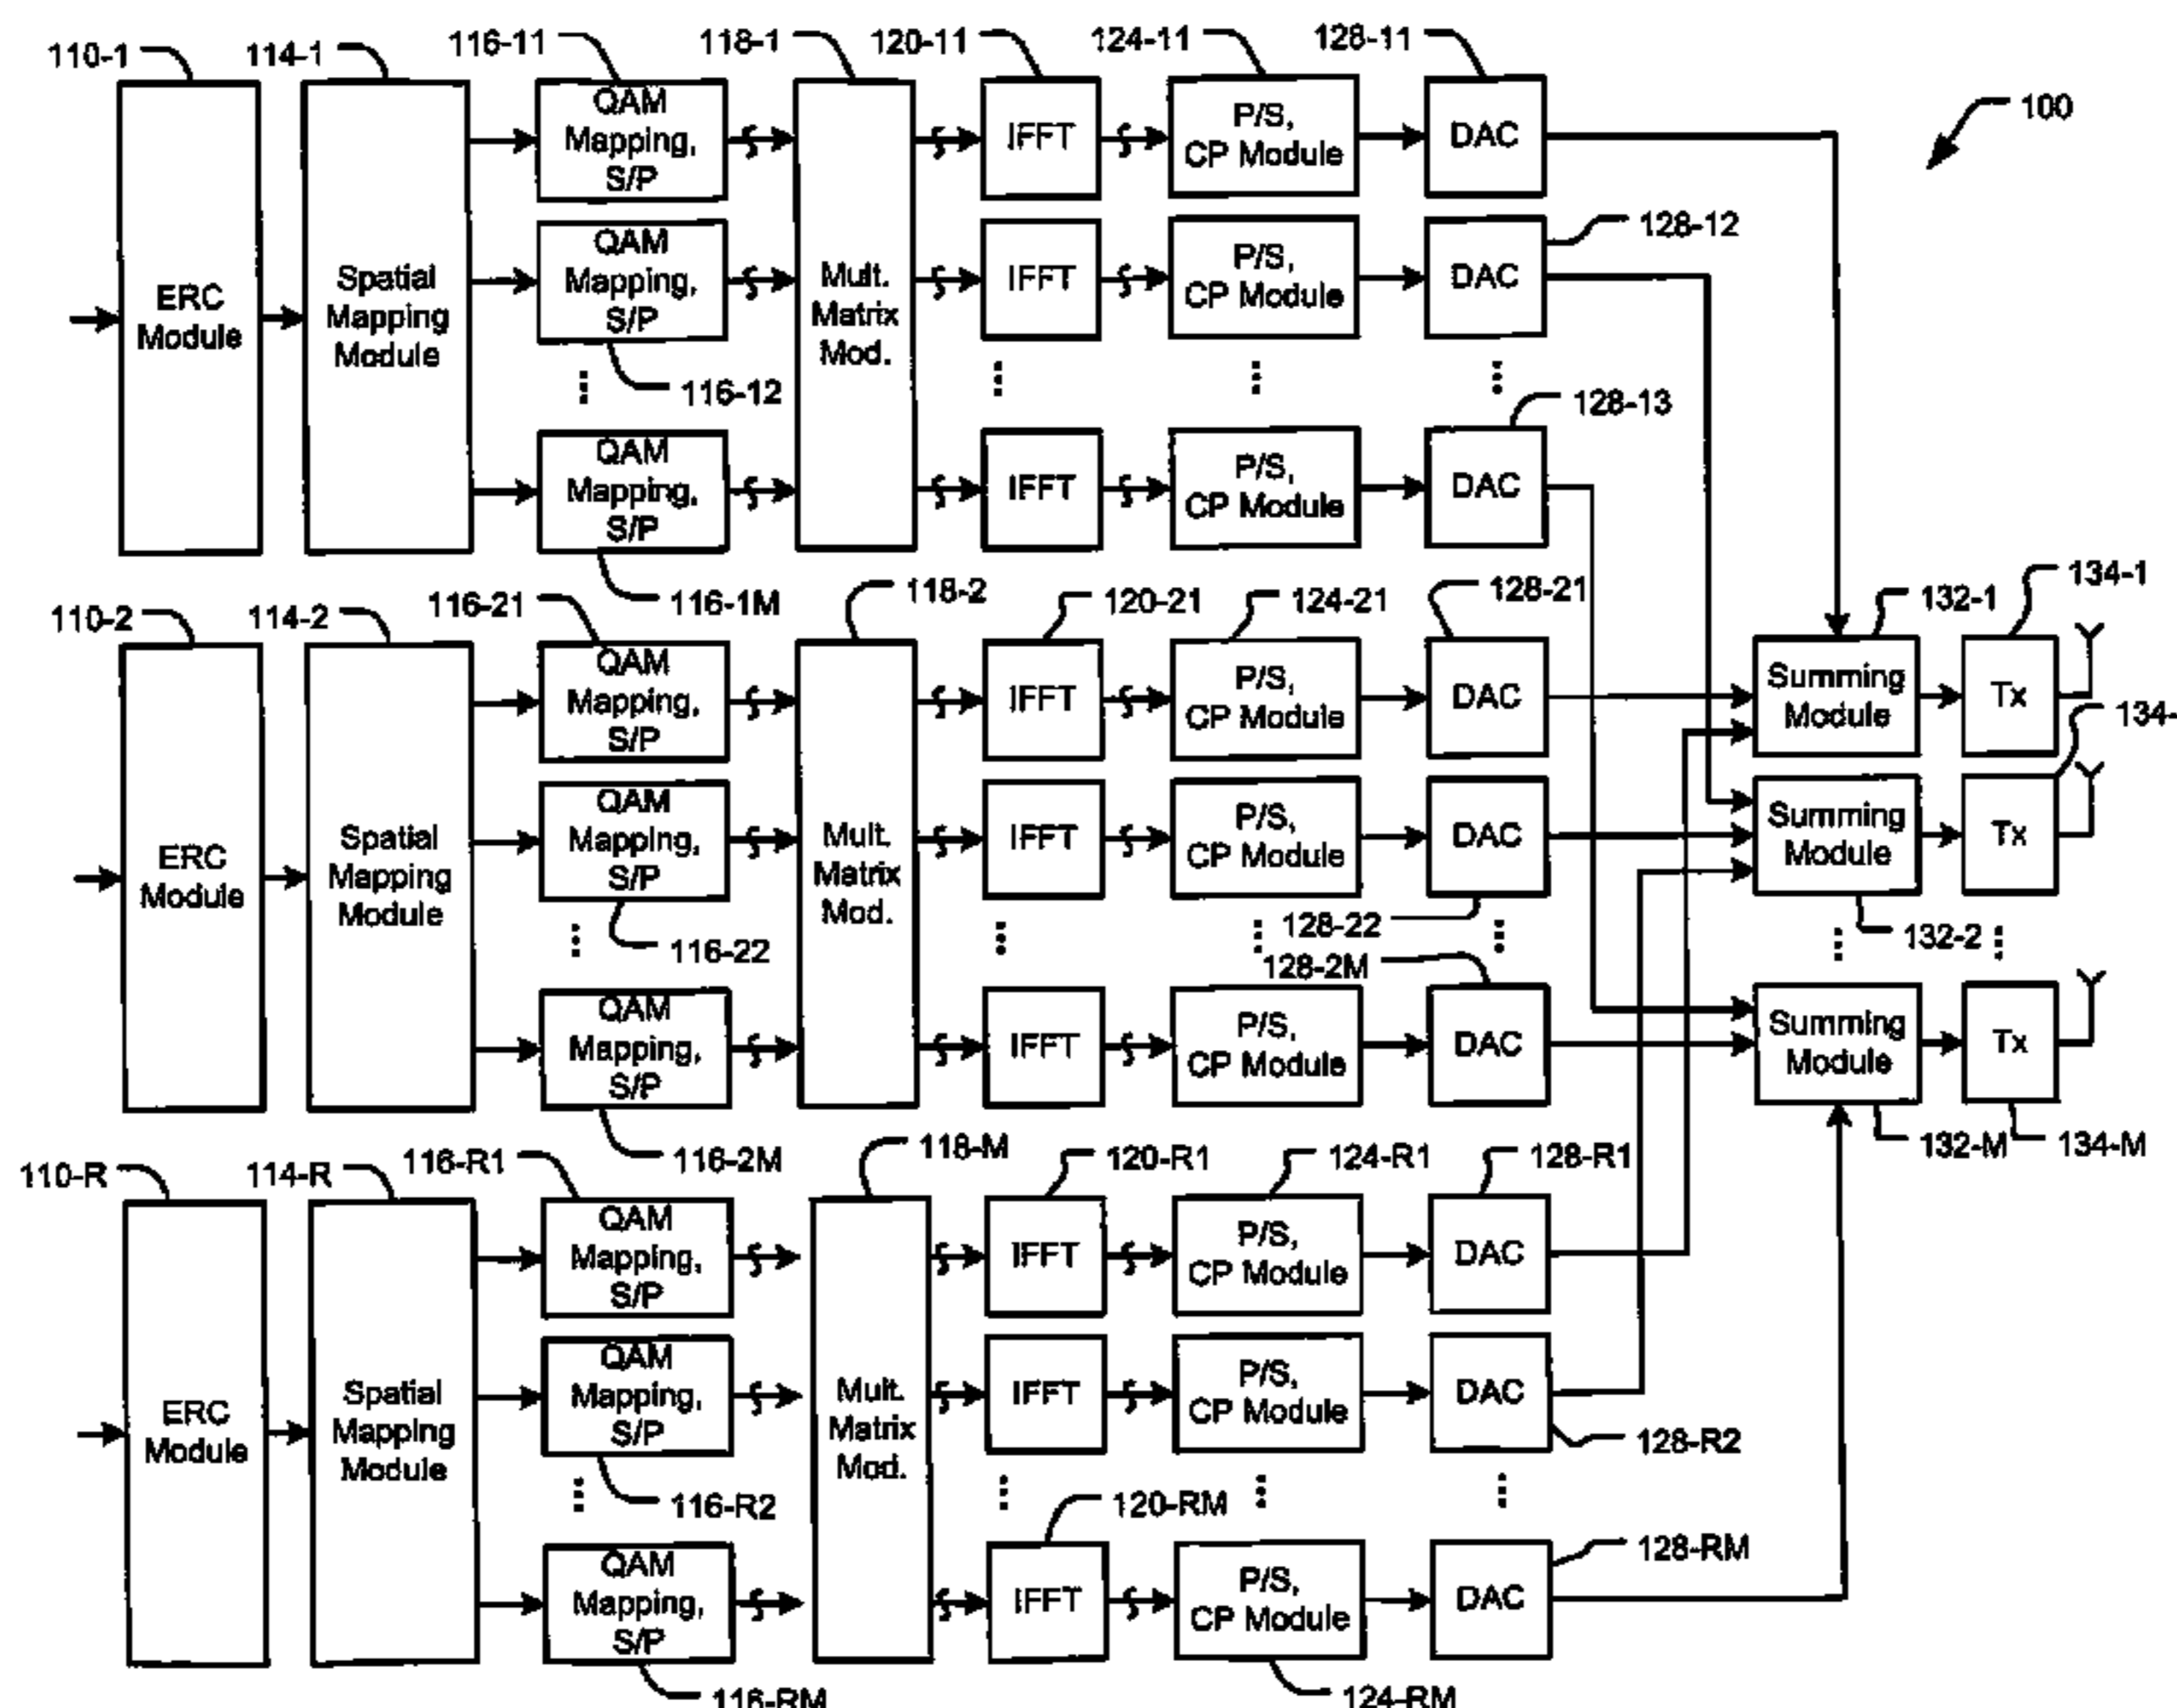 110-1
114-1
116-11
118-1
120-11
124-11
128-11
100
QAM
Mapping,
S/P
IFFT
P/S,
CP Module
DAC
128-12
ERC
Module
Spatial
Mapping
Module
QAM
Mapping,
S/P
Mult.
Matrix
Mod.
IFFT
P/S,
CP Module
DAC
116-12
128-13
QAM
Mapping,
S/P
IFFT
P/S,
CP Module
DAC
116-1M
110-2
114-2
116-21
118-2
120-21
124-21
128-21
132-1
134-1
QAM
Mapping,
S/P
IFFT
P/S,
CP Module
DAC
Summing
Module
Tx
134-
ERC
Module
Spatial
Mapping
Module
QAM
Mapping,
S/P
Mult.
Matrix
Mod.
IFFT
P/S,
CP Module
DAC
Summing
Module
Tx
116-22
128-22
132-2
128-2M
QAM
Mapping,
S/P
IFFT
P/S,
CP Module
DAC
Summing
Module
Tx
116-2M
132-M
134-M
110-R
114-R
116-R1
118-M
120-R1
124-R1
128-R1
QAM
Mapping,
S/P
IFFT
P/S,
CP Module
DAC
ERC
Module
Spatial
Mapping
Module
QAM
Mapping,
S/P
Mult.
Matrix
Mod.
IFFT
P/S,
CP Module
DAC
128-R2
116-R2
120-RM
128-RM
QAM
Mapping,
S/P
IFFT
P/S,
CP Module
DAC
116-RM
124-RM